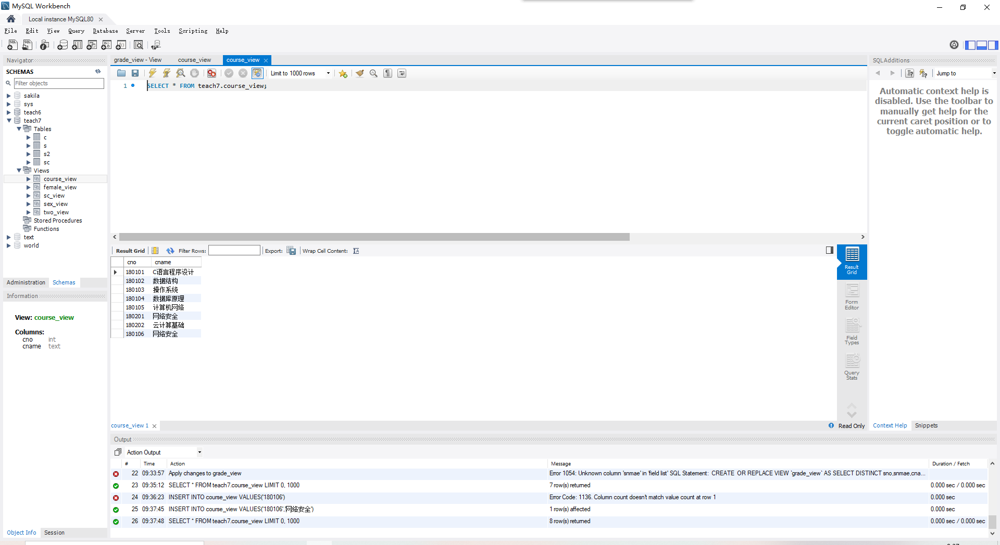 MySQL Workbench
Local instance MySQL80
File Edit View Query Database Server Tools Scripting Help
Navigator
SCHEMAS
Filter objects
sakila
sys
teach6
teach7
Tables
c
s
s2
sc
Views
course_view
female_view
sc_view
sex_view
two_view
Stored Procedures
Functions
text
world
Administration Schemas
Information
View: course_view
Columns:
cno int
cname text
Object Info Session
grade_view - View course_view course_view
Limit to 1000 rows
1 SELECT * FROM teach7.course_view;
Result Grid Filter Rows: Export: Wrap Cell Content:
cno cname
180101 C语言程序设计
180102 数据结构
180103 操作系统
180104 数据库原理
180105 计算机网络
180201 网络安全
180202 云计算基础
180106 网络安全
Result
Grid
Form
Editor
Field
Types
Query
Stats
course_view 1
Read Only
SQLAdditions
Jump to
Automatic context help is
disabled. Use the toolbar to
manually get help for the
current caret position or to
toggle automatic help.
Context Help Snippets
Output
Action Output
# Time Action Message Duration / Fetch
22 09:33:57 Apply changes to grade_view Error 1054: Unknown column 'snmae' in 'field list' SQL Statement: CREATE OR REPLACE VIEW `grade_view` AS SELECT DISTINCT sno,snmae,cna...
23 09:35:12 SELECT * FROM teach7.course_view LIMIT 0, 1000 7 row(s) returned 0.000 sec / 0.000 sec
24 09:36:23 INSERT INTO course_view VALUES('180106') Error Code: 1136. Column count doesn't match value count at row 1 0.000 sec
25 09:37:45 INSERT INTO course_view VALUES('180106','网络安全') 1 row(s) affected 0.000 sec
26 09:37:48 SELECT * FROM teach7.course_view LIMIT 0, 1000 8 row(s) returned 0.000 sec / 0.000 sec